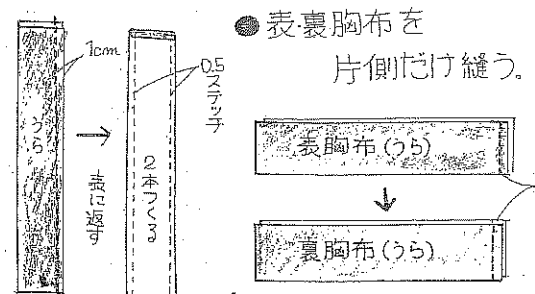 1cm
うら
表に返す
0.5
ステッチ
2本つくる
●表・裏胸布を
片側だけ縫う。
表胸布(うら)
裏胸布(うら)